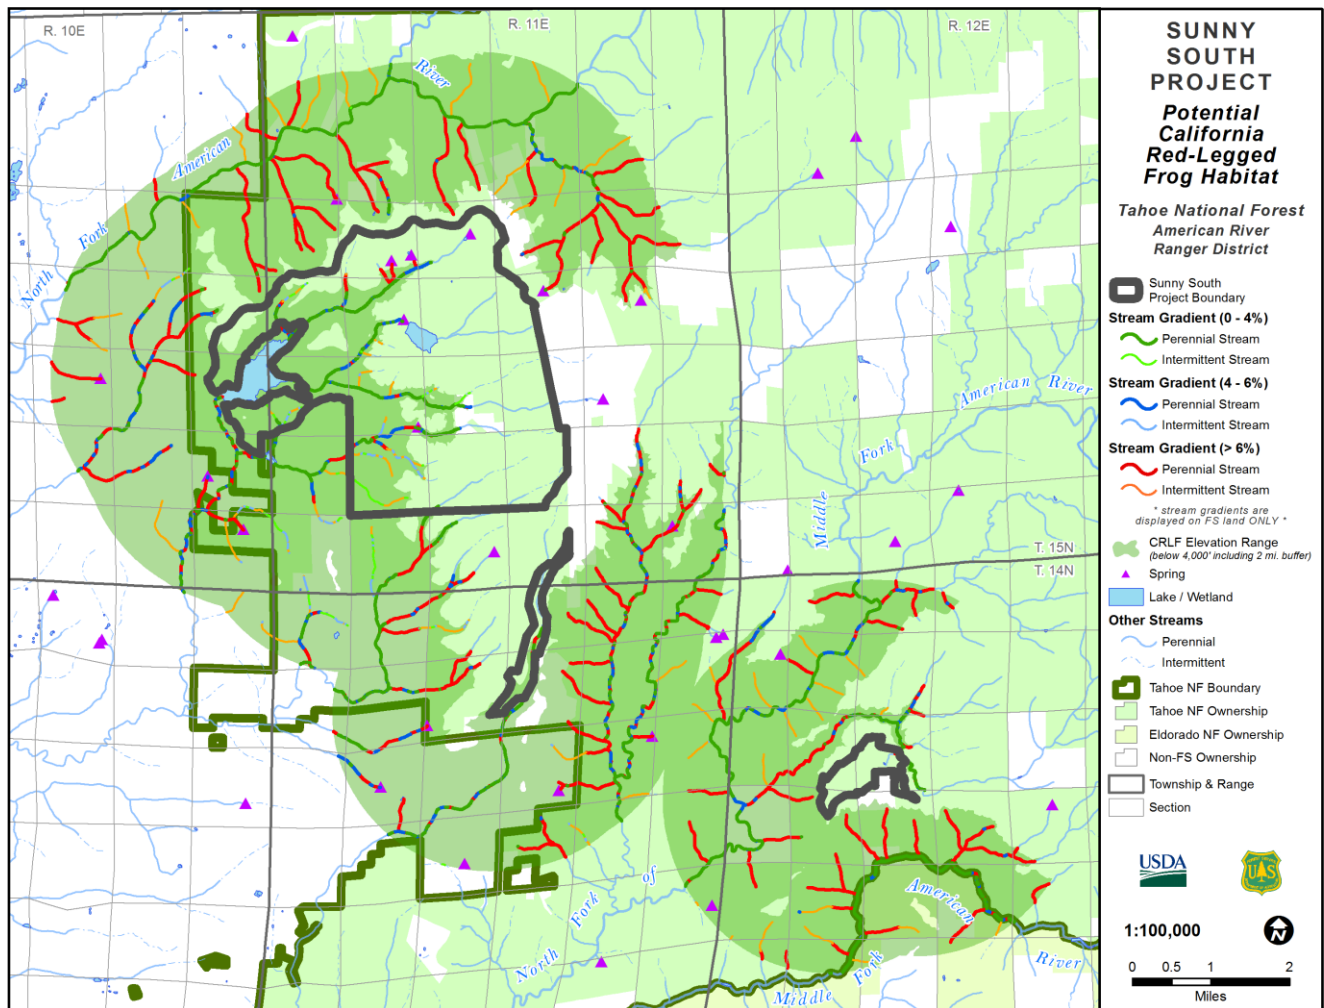 R. 10E
R. 11E
R. 12E
River
American
Fork
North
American River
Fork
Middle
T. 15N
T. 14N
of
Fork
North
American
Fork
Middle
River
SUNNY
SOUTH
PROJECT
Potential
California
Red-Legged
Frog Habitat
Tahoe National Forest
American River
Ranger District
Sunny South
Project Boundary
Stream Gradient (0 - 4%)
Perennial Stream
Intermittent Stream
Stream Gradient (4 - 6%)
Perennial Stream
Intermittent Stream
Stream Gradient (> 6%)
Perennial Stream
Intermittent Stream
* stream gradients are
displayed on FS land ONLY *
CRLF Elevation Range
(below 4,000' including 2 mi. buffer)
Spring
Lake / Wetland
Other Streams
Perennial
Intermittent
Tahoe NF Boundary
Tahoe NF Ownership
Eldorado NF Ownership
Non-FS Ownership
Township & Range
Section
USDA
UAS
1:100,000
N
0 0.5 1 2
Miles